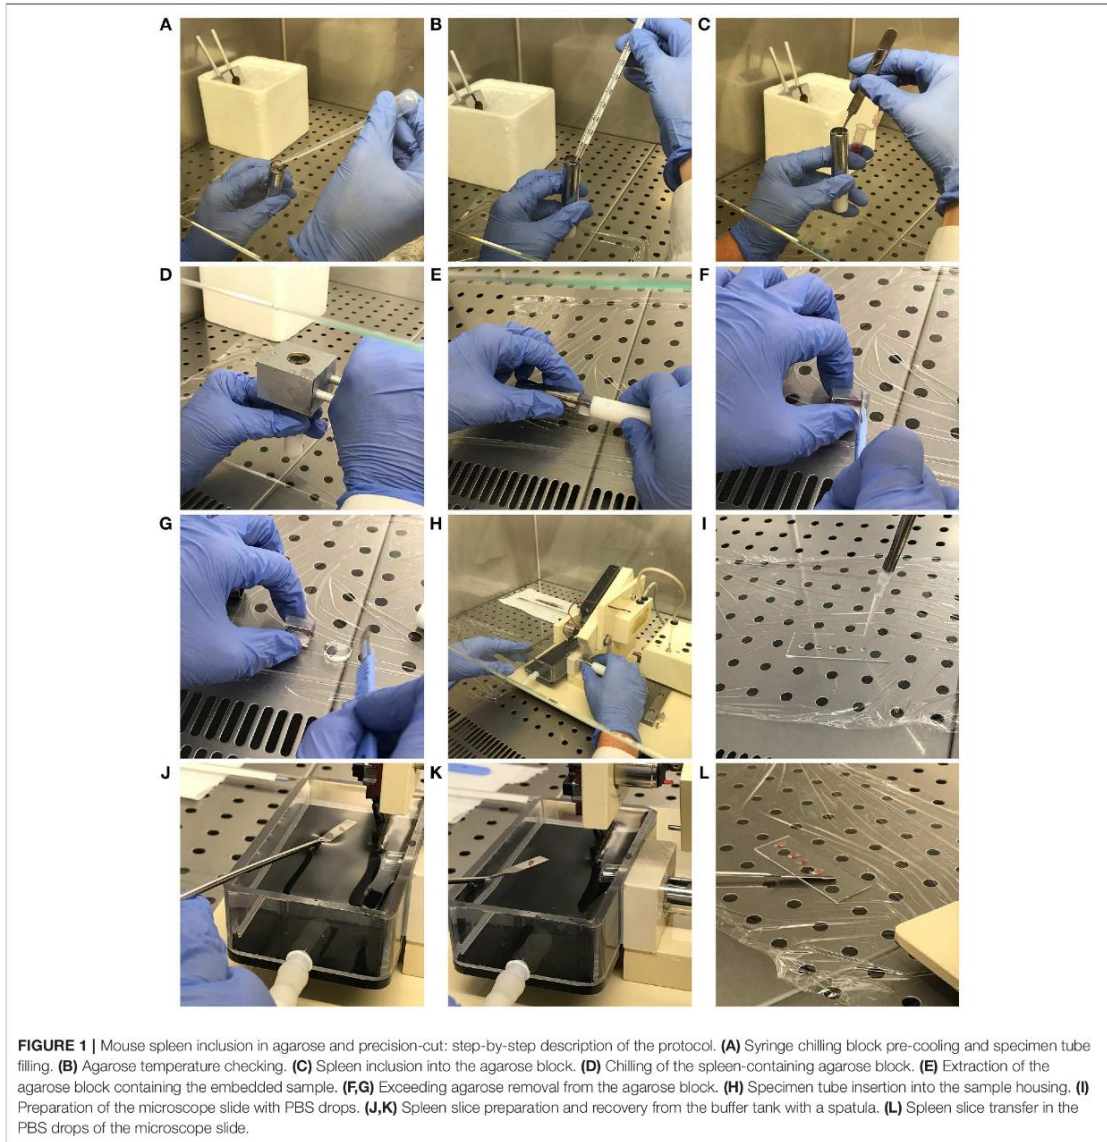 A
B
C
D
E
F
G
H
I
J
K
L
FIGURE 1 | Mouse spleen inclusion in agarose and precision-cut: step-by-step description of the protocol. (A) Syringe chilling block pre-cooling and specimen tube
filling. (B) Agarose temperature checking. (C) Spleen inclusion into the agarose block. (D) Chilling of the spleen-containing agarose block. (E) Extraction of the
agarose block containing the embedded sample. (F,G) Exceeding agarose removal from the agarose block. (H) Specimen tube insertion into the sample housing. (I)
Preparation of the microscope slide with PBS drops. (J,K) Spleen slice preparation and recovery from the buffer tank with a spatula. (L) Spleen slice transfer in the
PBS drops of the microscope slide.